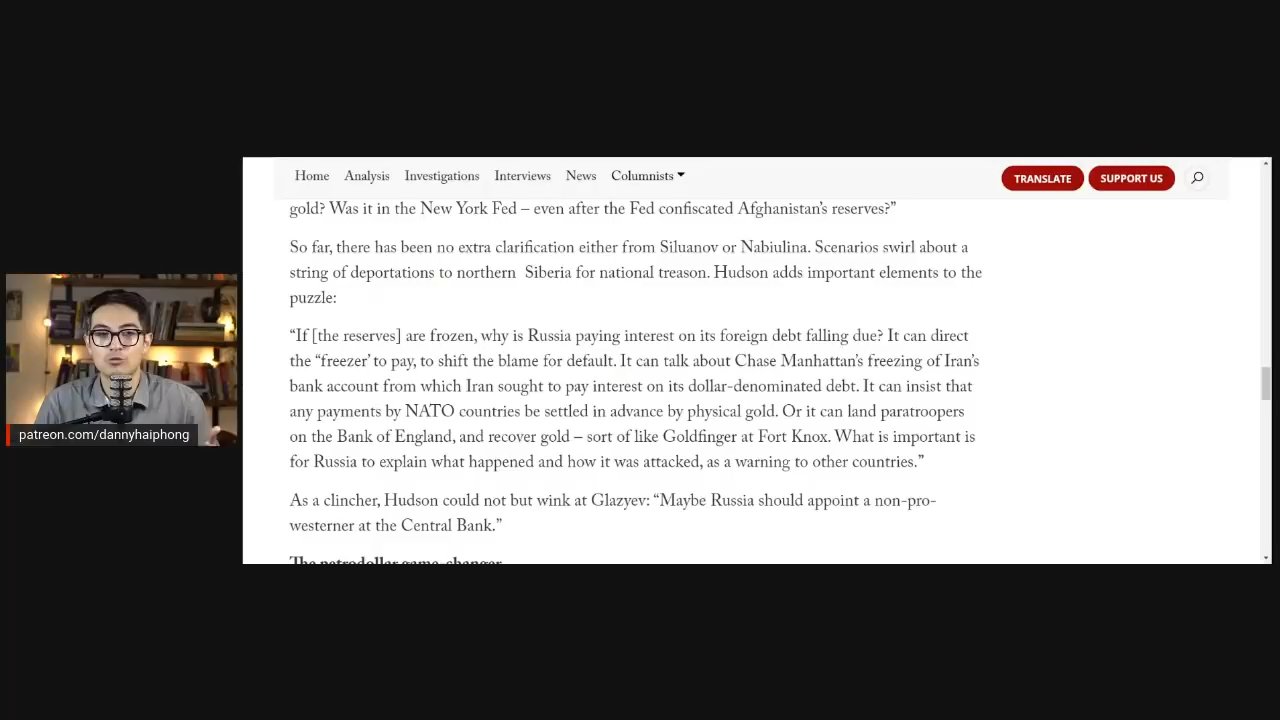 Home Analysis Investigations Interviews News Columnists
TRANSLATE SUPPORT US
gold? Was it in the New York Fed – even after the Fed confiscated Afghanistan’s reserves?”
So far, there has been no extra clarification either from Siluanov or Nabiulina. Scenarios swirl about a
string of deportations to northern Siberia for national treason. Hudson adds important elements to the
puzzle:
“If [the reserves] are frozen, why is Russia paying interest on its foreign debt falling due? It can direct
the “freezer’ to pay, to shift the blame for default. It can talk about Chase Manhattan’s freezing of Iran’s
bank account from which Iran sought to pay interest on its dollar-denominated debt. It can insist that
any payments by NATO countries be settled in advance by physical gold. Or it can land paratroopers
on the Bank of England, and recover gold – sort of like Goldfinger at Fort Knox. What is important is
for Russia to explain what happened and how it was attacked, as a warning to other countries.”
As a clincher, Hudson could not but wink at Glazyev: “Maybe Russia should appoint a non-pro-
westerner at the Central Bank.”
The petrodollar game-changer
patreon.com/dannyhaiphong